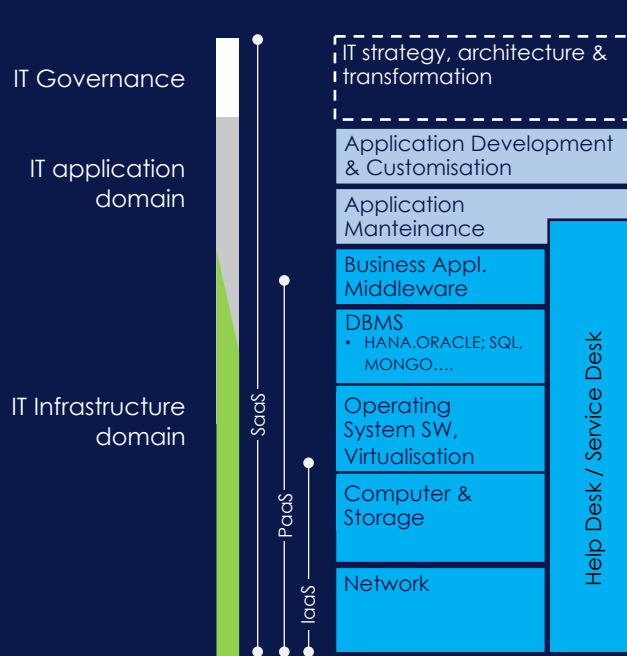 IT Governance
IT application
domain
IT Infrastructure
domain
SaaS
PaaS
IaaS
IT strategy, architecture &
transformation
Application Development
& Customisation
Application
Manteinance
Business Appl.
Middleware
DBMS
• HANA.ORACLE; SQL,
MONGO....
Operating
System SW,
Virtualisation
Computer &
Storage
Network
Help Desk / Service Desk